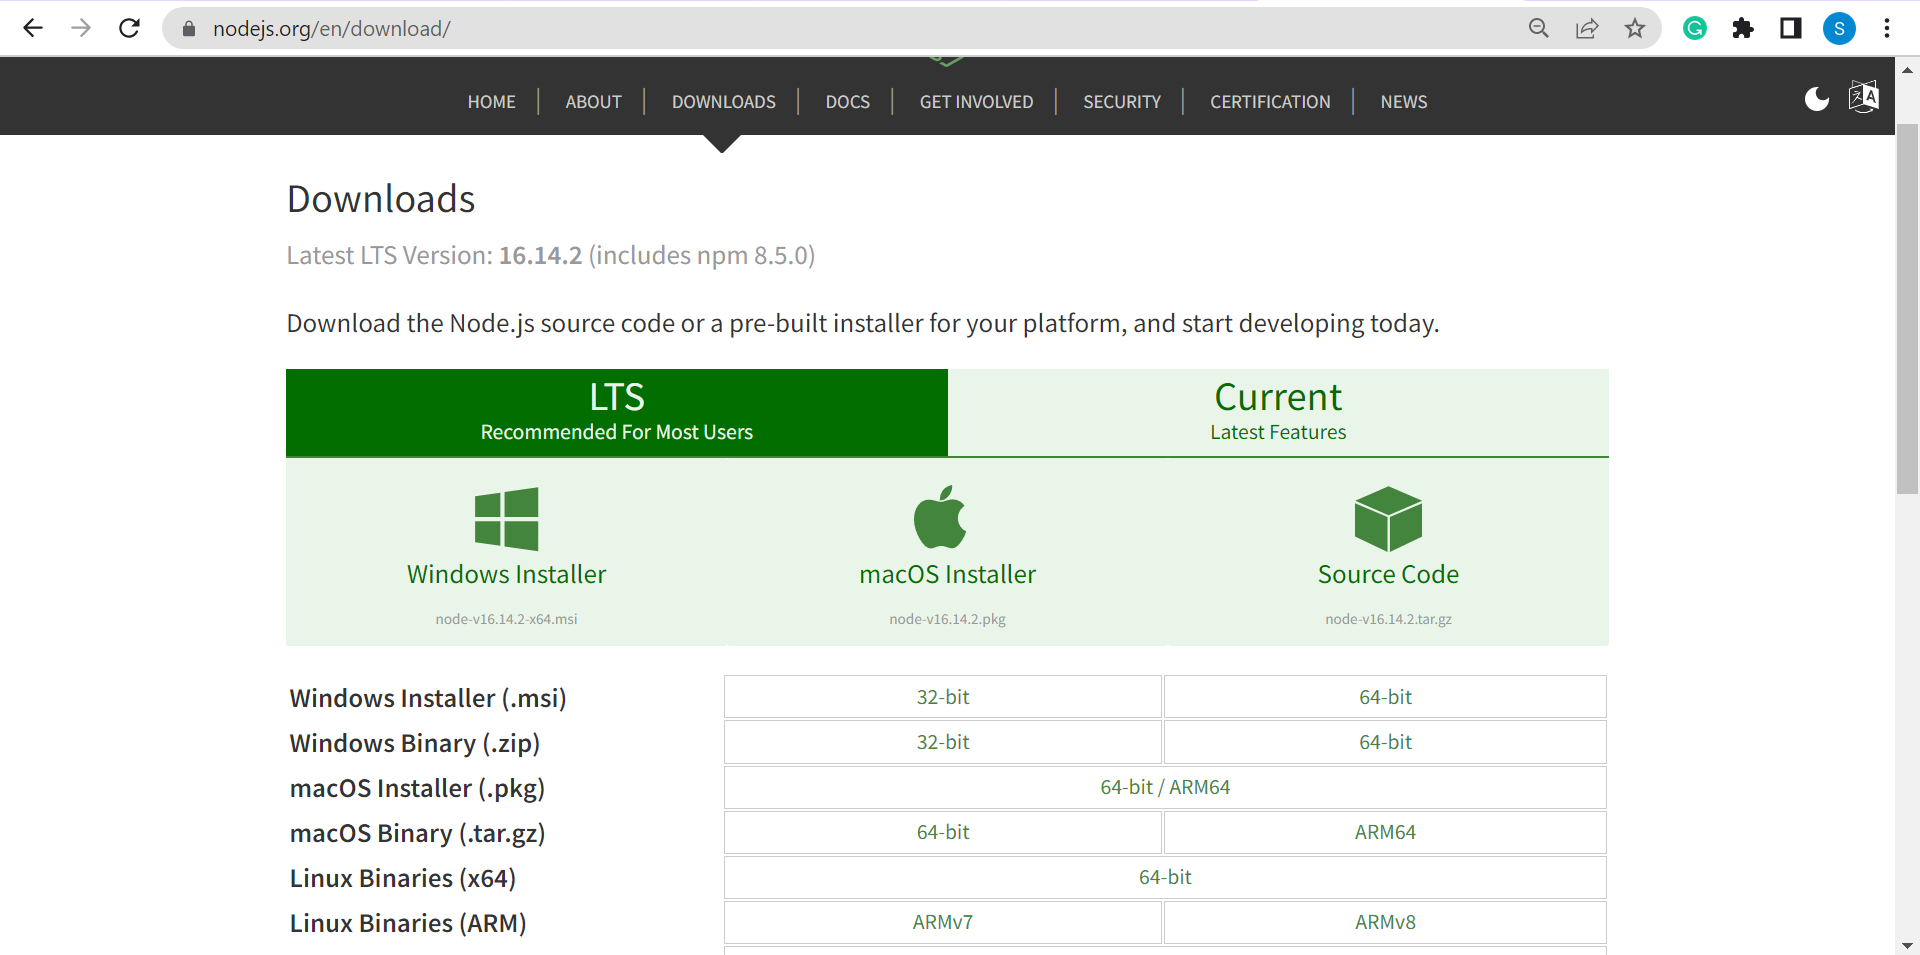 nodejs.org/en/download/
S
HOME ABOUT DOWNLOADS DOCS GET INVOLVED SECURITY CERTIFICATION NEWS
Downloads
Latest LTS Version: 16.14.2 (includes npm 8.5.0)
Download the Node.js source code or a pre-built installer for your platform, and start developing today.
LTS
Recommended For Most Users
Current
Latest Features
Windows Installer
node-v16.14.2-x64.msi
macOS Installer
node-v16.14.2.pkg
Source Code
node-v16.14.2.tar.gz
Windows Installer (.msi) 32-bit 64-bit
Windows Binary (.zip) 32-bit 64-bit
macOS Installer (.pkg) 64-bit / ARM64
macOS Binary (.tar.gz) 64-bit ARM64
Linux Binaries (x64) 64-bit
Linux Binaries (ARM) ARMv7 ARMv8